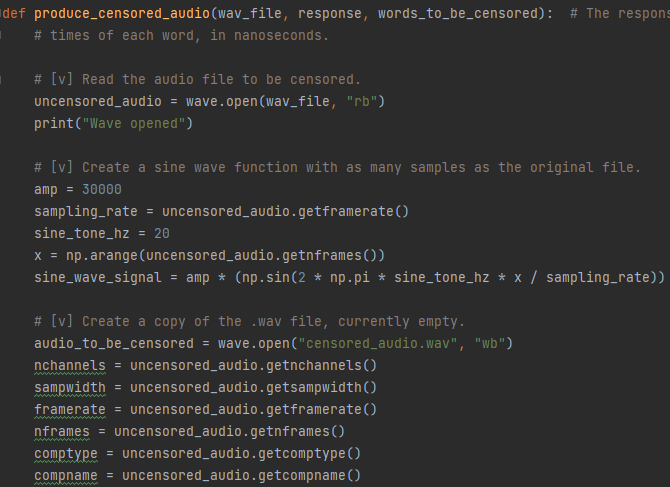 def produce_censored_audio(wav_file, response, words_to_be_censored):  # The respons
# times of each word, in nanoseconds.
# [v] Read the audio file to be censored.
uncensored_audio = wave.open(wav_file, "rb")
print("Wave opened")
# [v] Create a sine wave function with as many samples as the original file.
amp = 30000
sampling_rate = uncensored_audio.getframerate()
sine_tone_hz = 20
x = np.arange(uncensored_audio.getnframes())
sine_wave_signal = amp * (np.sin(2 * np.pi * sine_tone_hz * x / sampling_rate))
# [v] Create a copy of the .wav file, currently empty.
audio_to_be_censored = wave.open("censored_audio.wav", "wb")
nchannels = uncensored_audio.getnchannels()
sampwidth = uncensored_audio.getsampwidth()
framerate = uncensored_audio.getframerate()
nframes = uncensored_audio.getnframes()
comptype = uncensored_audio.getcomptype()
compname = uncensored_audio.getcompname()